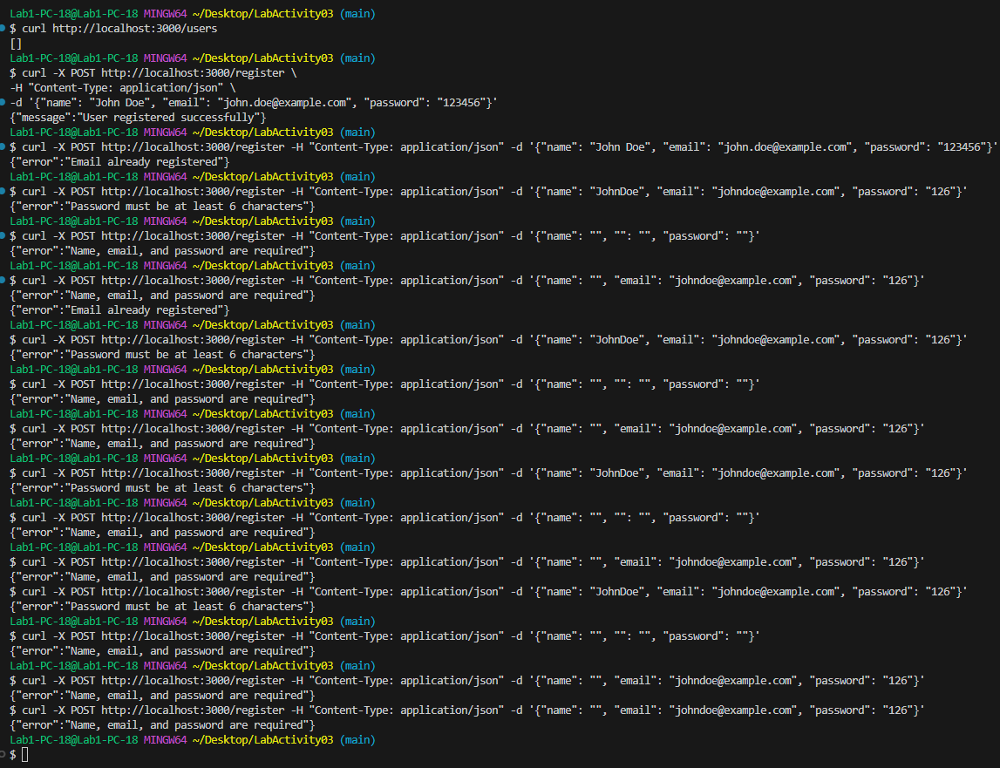 Lab1-PC-18@Lab1-PC-18 MINGW64 ~/Desktop/LabActivity03 (main)
$ curl http://localhost:3000/users
[]
Lab1-PC-18@Lab1-PC-18 MINGW64 ~/Desktop/LabActivity03 (main)
$ curl -X POST http://localhost:3000/register \
-H "Content-Type: application/json" \
-d '{"name": "John Doe", "email": "john.doe@example.com", "password": "123456"}'
{"message":"User registered successfully"}
Lab1-PC-18@Lab1-PC-18 MINGW64 ~/Desktop/LabActivity03 (main)
$ curl -X POST http://localhost:3000/register -H "Content-Type: application/json" -d '{"name": "John Doe", "email": "john.doe@example.com", "password": "123456"}'
{"error":"Email already registered"}
Lab1-PC-18@Lab1-PC-18 MINGW64 ~/Desktop/LabActivity03 (main)
$ curl -X POST http://localhost:3000/register -H "Content-Type: application/json" -d '{"name": "JohnDoe", "email": "johndoe@example.com", "password": "126"}'
{"error":"Password must be at least 6 characters"}
Lab1-PC-18@Lab1-PC-18 MINGW64 ~/Desktop/LabActivity03 (main)
$ curl -X POST http://localhost:3000/register -H "Content-Type: application/json" -d '{"name": "", "": "", "password": ""}'
{"error":"Name, email, and password are required"}
Lab1-PC-18@Lab1-PC-18 MINGW64 ~/Desktop/LabActivity03 (main)
$ curl -X POST http://localhost:3000/register -H "Content-Type: application/json" -d '{"name": "", "email": "johndoe@example.com", "password": "126"}'
{"error":"Name, email, and password are required"}
{"error":"Email already registered"}
Lab1-PC-18@Lab1-PC-18 MINGW64 ~/Desktop/LabActivity03 (main)
$ curl -X POST http://localhost:3000/register -H "Content-Type: application/json" -d '{"name": "JohnDoe", "email": "johndoe@example.com", "password": "126"}'
{"error":"Password must be at least 6 characters"}
Lab1-PC-18@Lab1-PC-18 MINGW64 ~/Desktop/LabActivity03 (main)
$ curl -X POST http://localhost:3000/register -H "Content-Type: application/json" -d '{"name": "", "": "", "password": ""}'
{"error":"Name, email, and password are required"}
Lab1-PC-18@Lab1-PC-18 MINGW64 ~/Desktop/LabActivity03 (main)
$ curl -X POST http://localhost:3000/register -H "Content-Type: application/json" -d '{"name": "", "email": "johndoe@example.com", "password": "126"}'
{"error":"Name, email, and password are required"}
Lab1-PC-18@Lab1-PC-18 MINGW64 ~/Desktop/LabActivity03 (main)
$ curl -X POST http://localhost:3000/register -H "Content-Type: application/json" -d '{"name": "JohnDoe", "email": "johndoe@example.com", "password": "126"}'
{"error":"Password must be at least 6 characters"}
Lab1-PC-18@Lab1-PC-18 MINGW64 ~/Desktop/LabActivity03 (main)
$ curl -X POST http://localhost:3000/register -H "Content-Type: application/json" -d '{"name": "", "": "", "password": ""}'
{"error":"Name, email, and password are required"}
Lab1-PC-18@Lab1-PC-18 MINGW64 ~/Desktop/LabActivity03 (main)
$ curl -X POST http://localhost:3000/register -H "Content-Type: application/json" -d '{"name": "", "email": "johndoe@example.com", "password": "126"}'
{"error":"Name, email, and password are required"}
$ curl -X POST http://localhost:3000/register -H "Content-Type: application/json" -d '{"name": "JohnDoe", "email": "johndoe@example.com", "password": "126"}'
{"error":"Password must be at least 6 characters"}
Lab1-PC-18@Lab1-PC-18 MINGW64 ~/Desktop/LabActivity03 (main)
$ curl -X POST http://localhost:3000/register -H "Content-Type: application/json" -d '{"name": "", "": "", "password": ""}'
{"error":"Name, email, and password are required"}
Lab1-PC-18@Lab1-PC-18 MINGW64 ~/Desktop/LabActivity03 (main)
$ curl -X POST http://localhost:3000/register -H "Content-Type: application/json" -d '{"name": "", "email": "johndoe@example.com", "password": "126"}'
{"error":"Name, email, and password are required"}
$ curl -X POST http://localhost:3000/register -H "Content-Type: application/json" -d '{"name": "", "email": "johndoe@example.com", "password": "126"}'
{"error":"Name, email, and password are required"}
Lab1-PC-18@Lab1-PC-18 MINGW64 ~/Desktop/LabActivity03 (main)
$